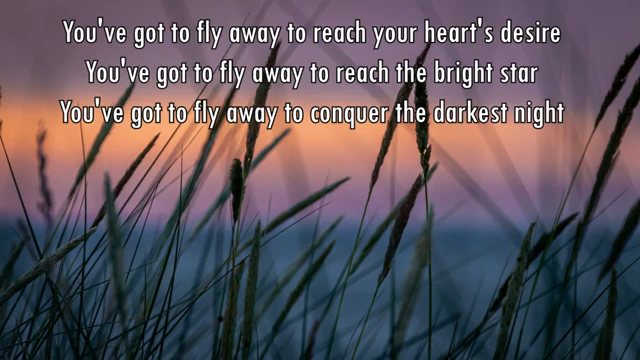 You've got to fly away to reach your heart's desire
You've got to fly away to reach the bright star
You've got to fly away to conquer the darkest night